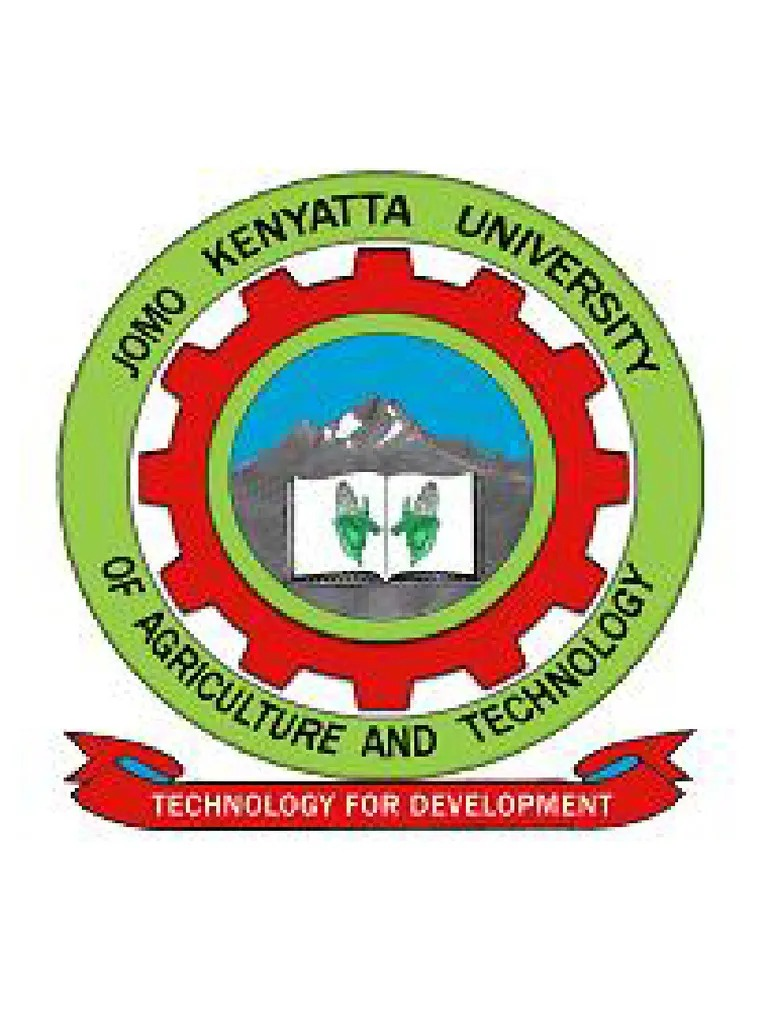 JOMO KENYATTA UNIVERSITY
OF AGRICULTURE AND TECHNOLOGY
TECHNOLOGY FOR DEVELOPMENT